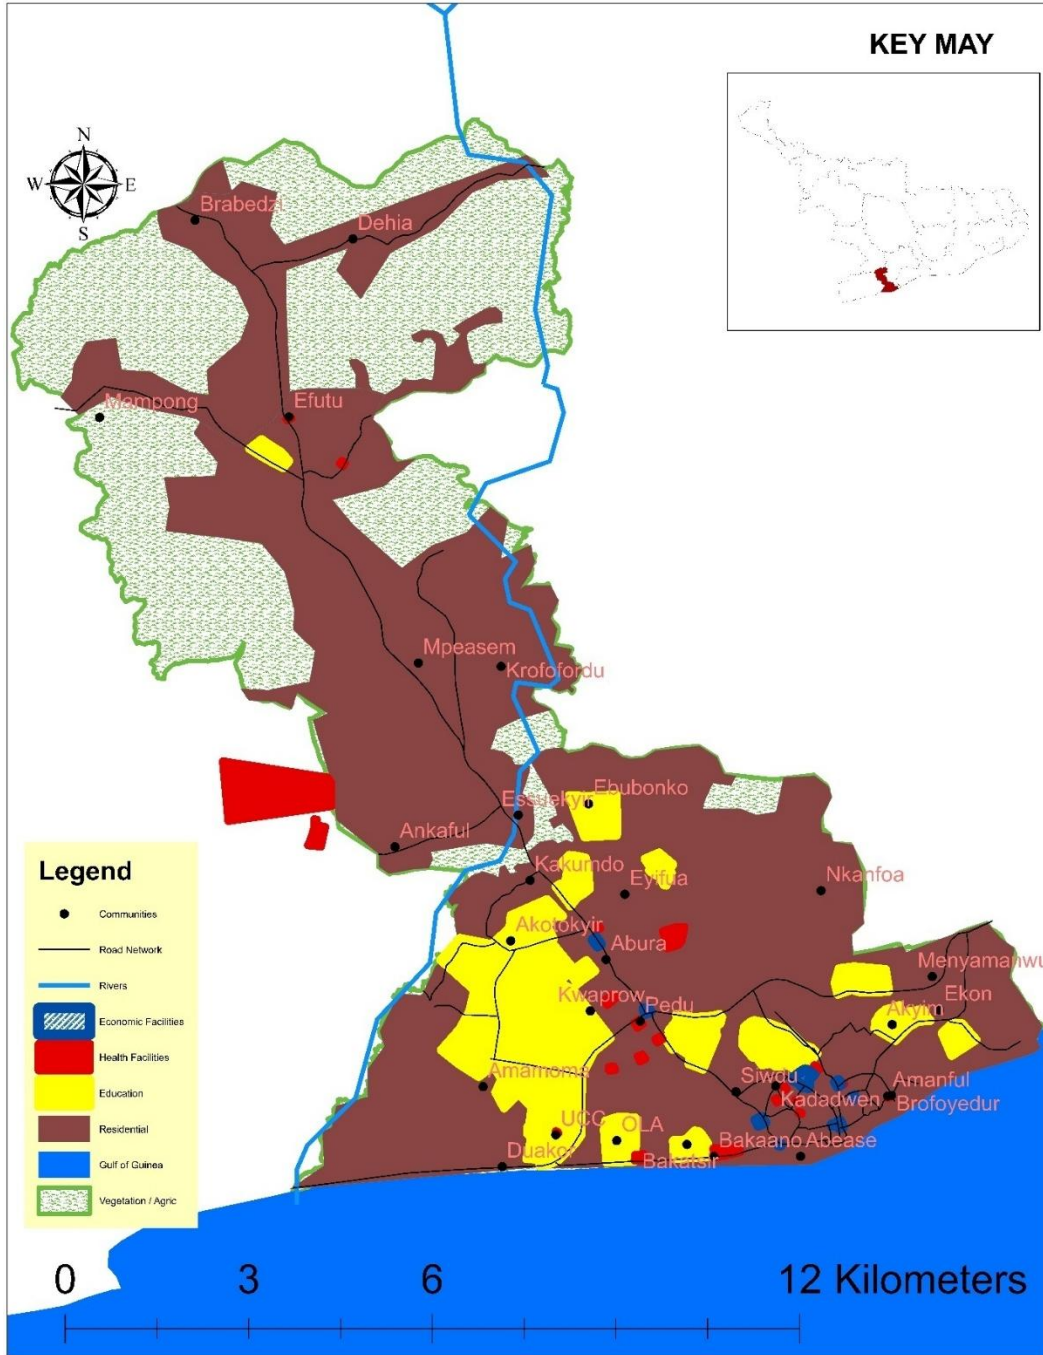 KEY MAY
N
W E
S
Brabedzi
Dehia
Mampong
Efutu
Mpeasem
Krofofordu
Essuekyir
Ebubonko
Ankaful
Kakumdo
Eyifua
Nkanfoa
Akotokyir
Abura
Menyamanwu
Kwaprow
Pedu
Ekon
Akyim
Amamoma
Siwdu
Amanful
Kadadwen
Brofoyedur
UCC
OLA
Bakaano
Abease
Duakor
Bakatsir
Legend
Communities
Road Network
Rivers
Economic Facilities
Health Facilities
Education
Residential
Gulf of Guinea
Vegetation / Agric
0 3 6 12 Kilometers